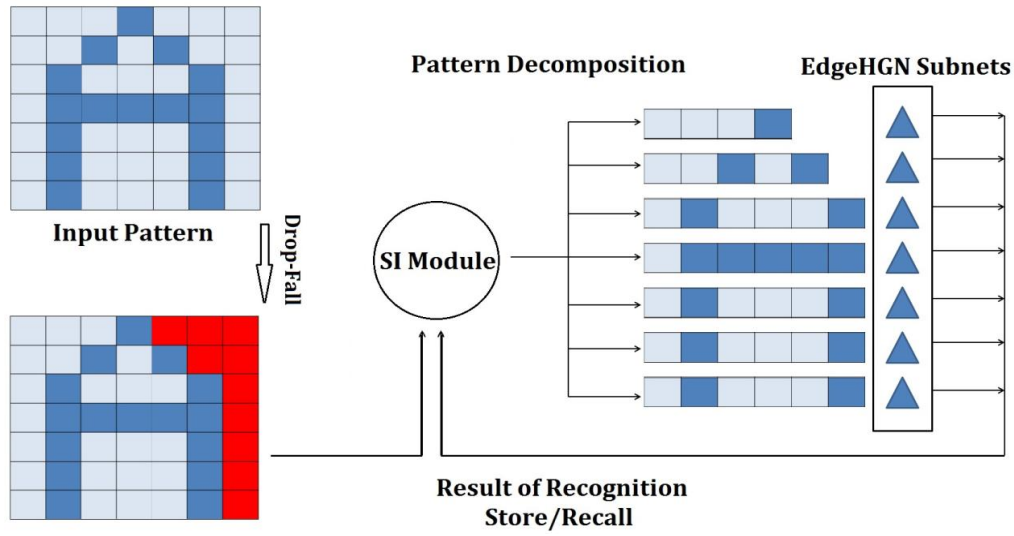 Pattern Decomposition
EdgeHGN Subnets
Input Pattern
Drop-Fall
SI Module
Result of Recognition
Store/Recall